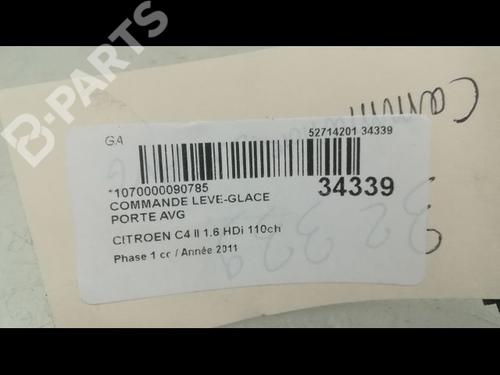 B-PARTS
GA
52714201 34339
*1070000090785
34339
COMMANDE LEVE-GLACE
PORTE AVG
CITROEN C4 II 1.6 HDi 110ch
Phase 1 cc / Année 2011